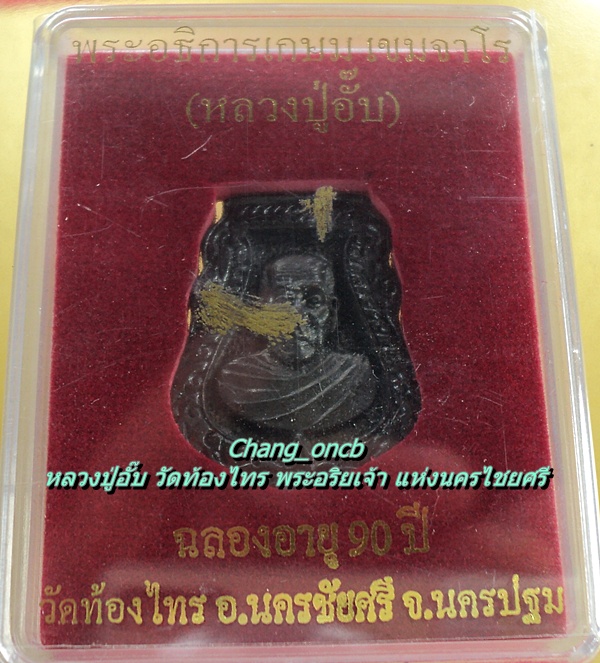 พระอธิการเกษม เขมจาโร
(หลวงปู่อั๊บ)
Chang_oncb
หลวงปู่อั๊บ วัดท้องไทร พระอริยเจ้า แห่งนครไชยศรี
ฉลองอายุ 90 ปี
วัดท้องไทร อ.นครชัยศรี จ.นครปฐม